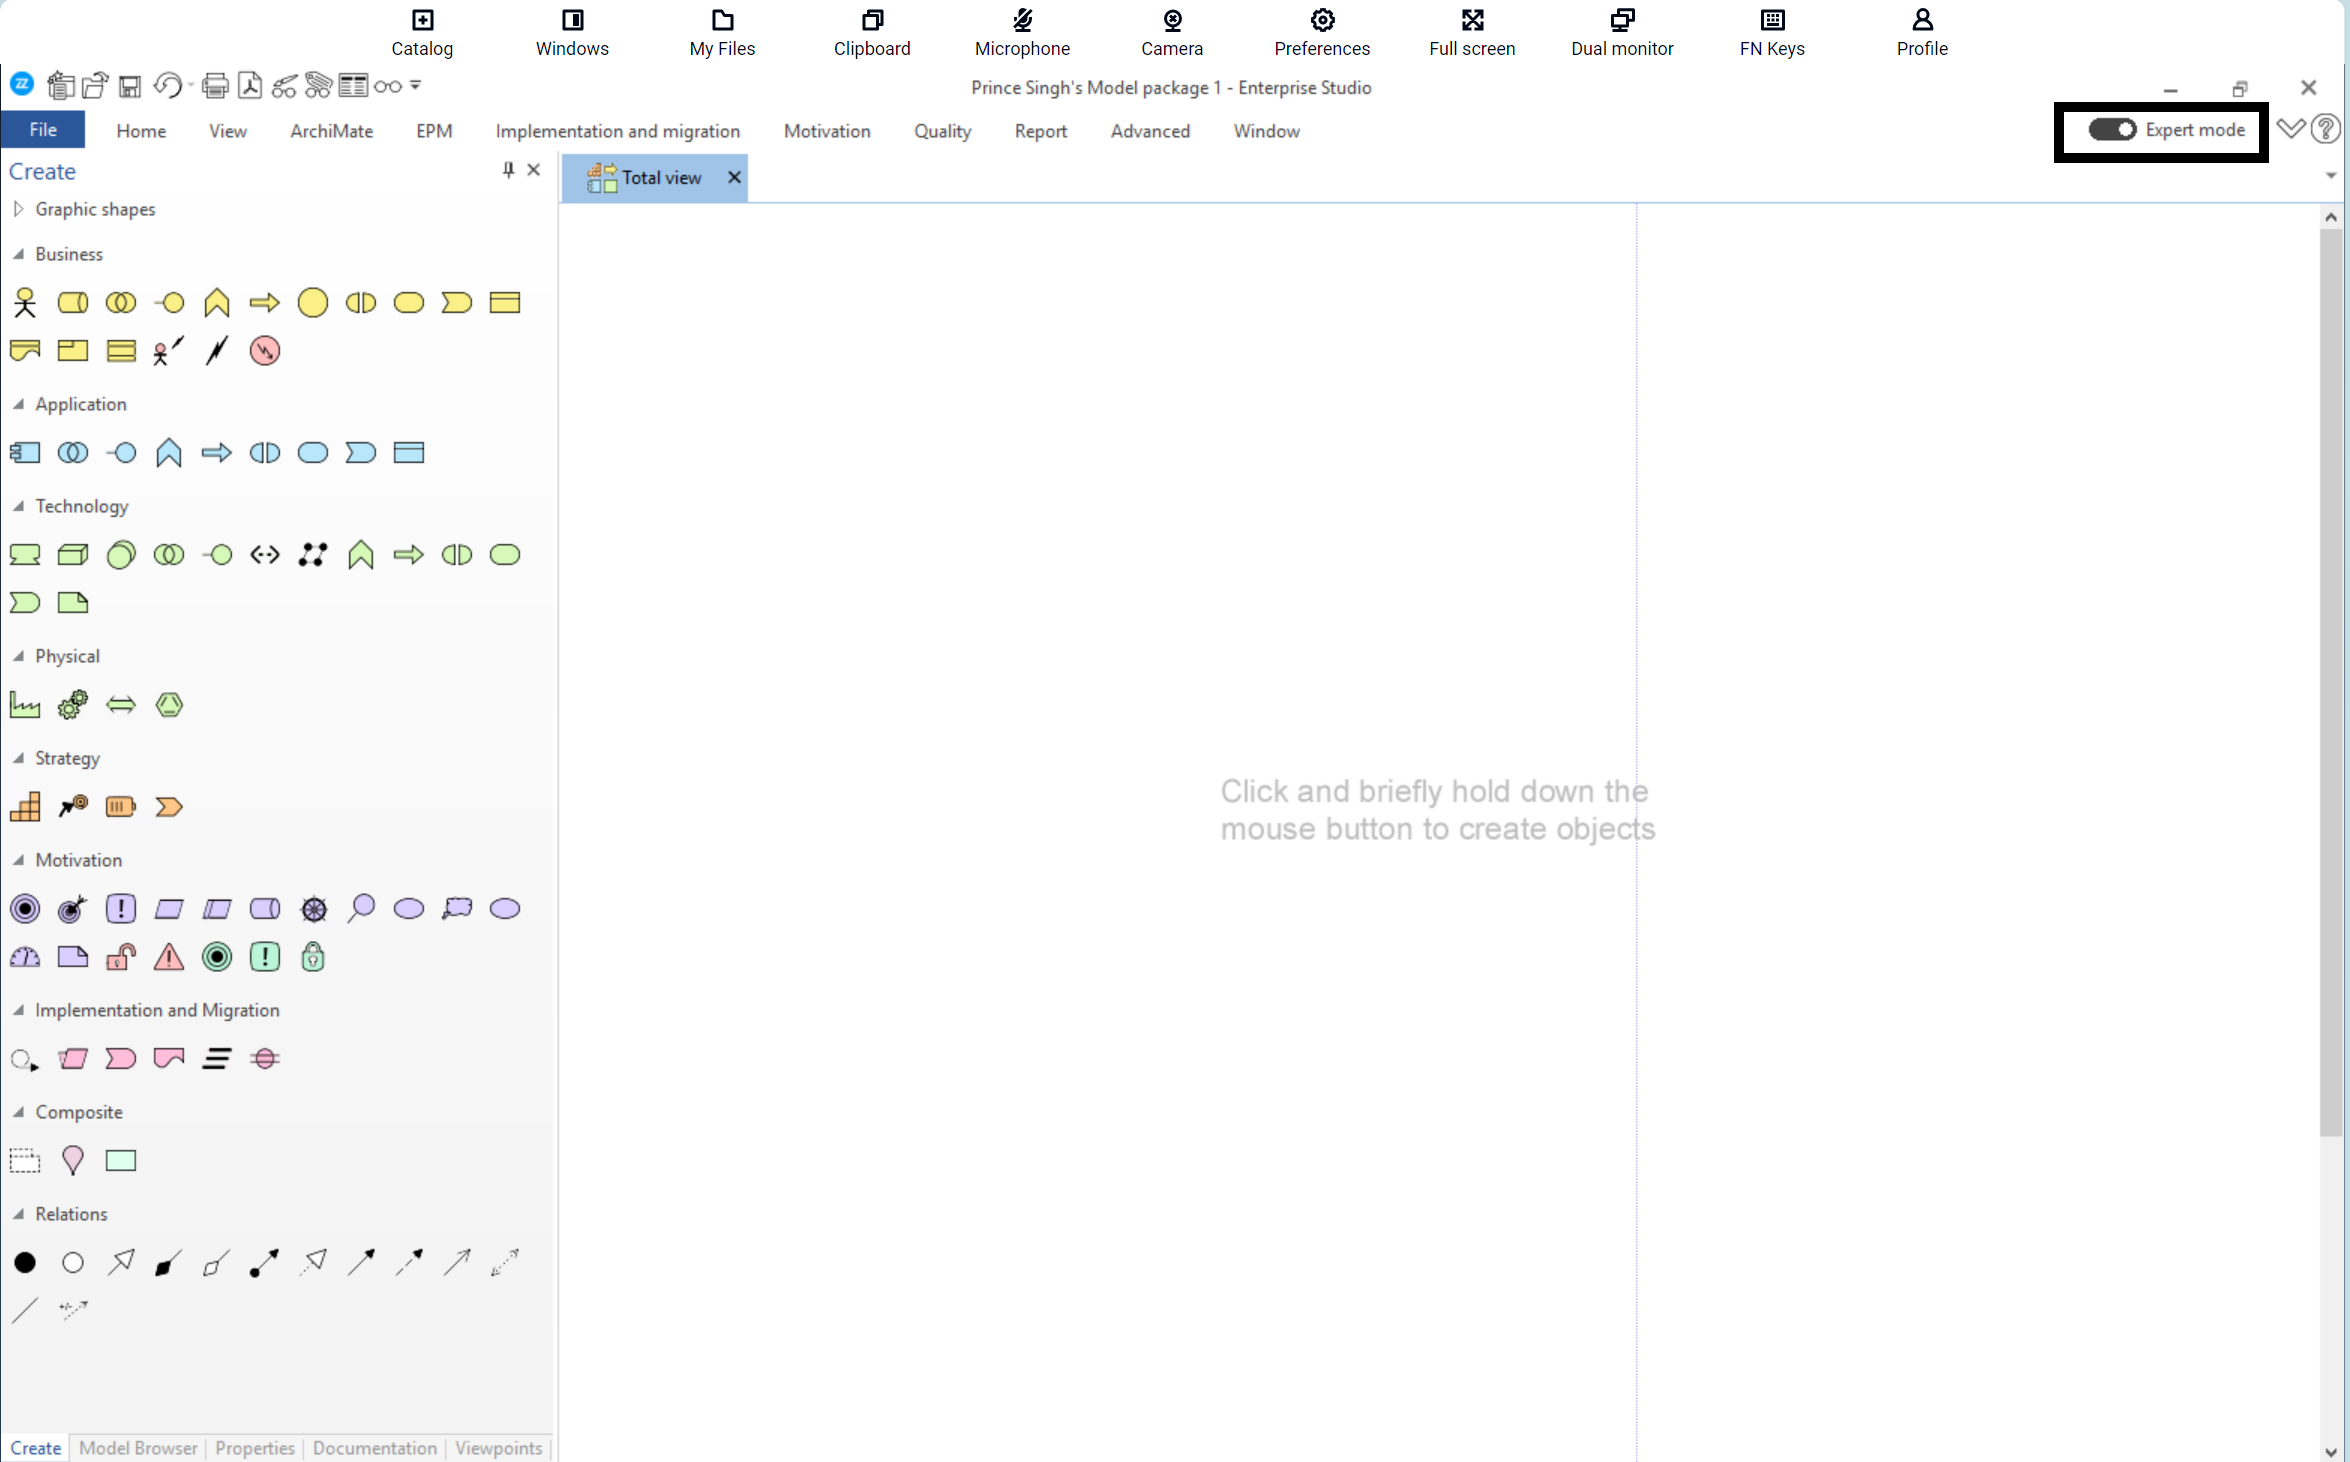 Catalog Windows My Files Clipboard Microphone Camera Preferences Full screen Dual monitor FN Keys Profile
Prince Singh's Model package 1 - Enterprise Studio
File Home View ArchiMate EPM Implementation and migration Motivation Quality Report Advanced Window Expert mode
Create
Total view
Graphic shapes
Business
Application
Technology
Physical
Strategy
Click and briefly hold down the
mouse button to create objects
Motivation
Implementation and Migration
Composite
Relations
Create Model Browser Properties Documentation Viewpoints